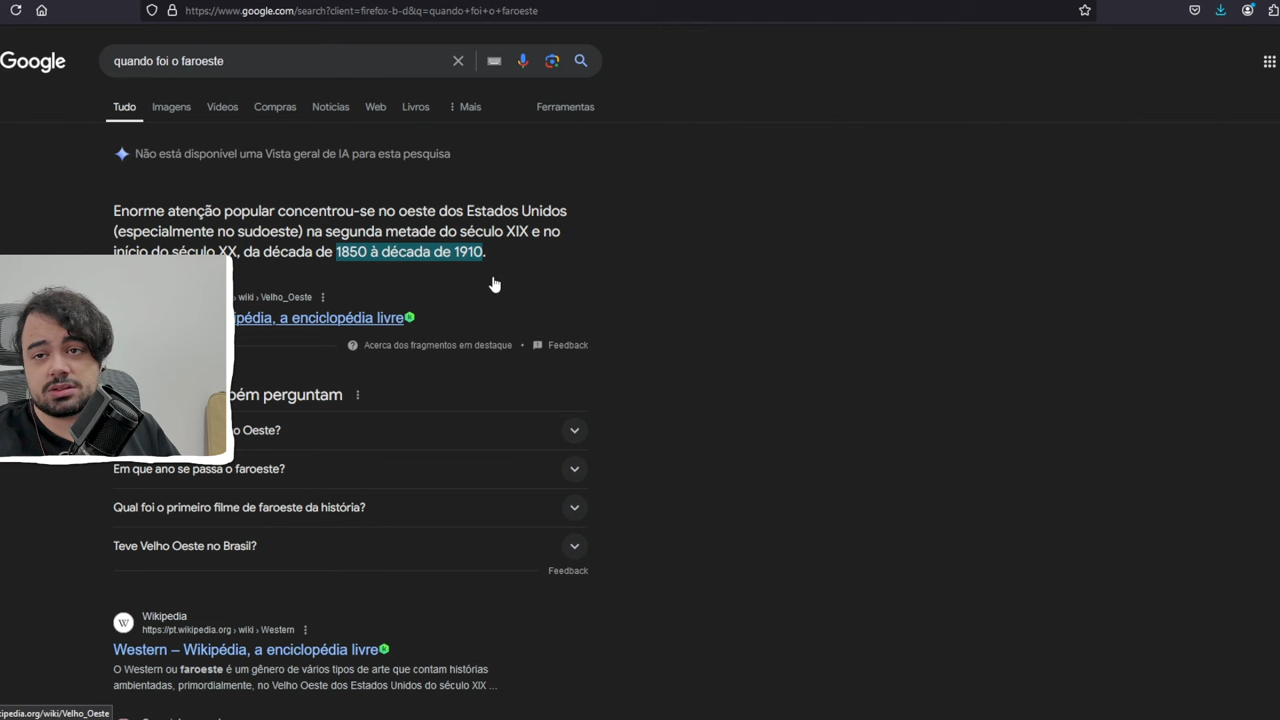 https://www.google.com/search?client=firefox-b-d&q=quando+foi+o+faroeste
Google
quando foi o faroeste
Tudo Imagens Vídeos Compras Notícias Web Livros Mais Ferramentas
Não está disponível uma Vista geral de IA para esta pesquisa
Enorme atenção popular concentrou-se no oeste dos Estados Unidos
(especialmente no sudoeste) na segunda metade do século XIX e no
início do século XX, da década de 1850 à década de 1910.
wiki › Velho_Oeste
ipédia, a enciclopédia livre
Acerca dos fragmentos em destaque • Feedback
bém perguntam
o Oeste?
Em que ano se passa o faroeste?
Qual foi o primeiro filme de faroeste da história?
Teve Velho Oeste no Brasil?
Feedback
W
Wikipedia
https://pt.wikipedia.org › wiki › Western
Western – Wikipédia, a enciclopédia livre
O Western ou faroeste é um gênero de vários tipos de arte que contam histórias
ambientadas, primordialmente, no Velho Oeste dos Estados Unidos do século XIX ...
kipedia.org/wiki/Velho_Oeste